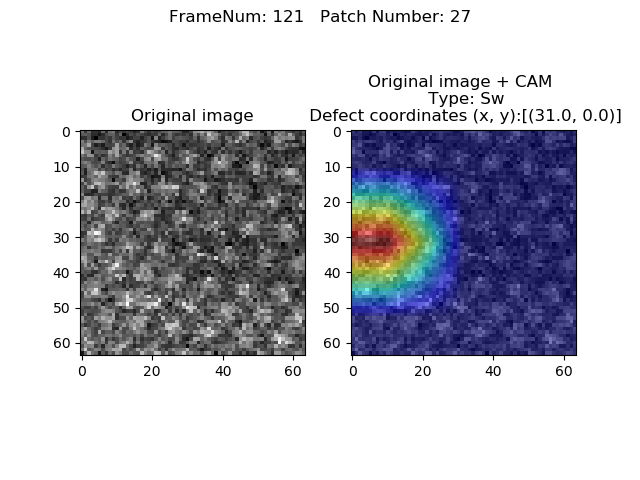 FrameNum: 121   Patch Number: 27
Original image
Original image + CAM
Type: Sw
Defect coordinates (x, y):[(31.0, 0.0)]
0
10
20
30
40
50
60
0 20 40 60
0
10
20
30
40
50
60
0 20 40 60